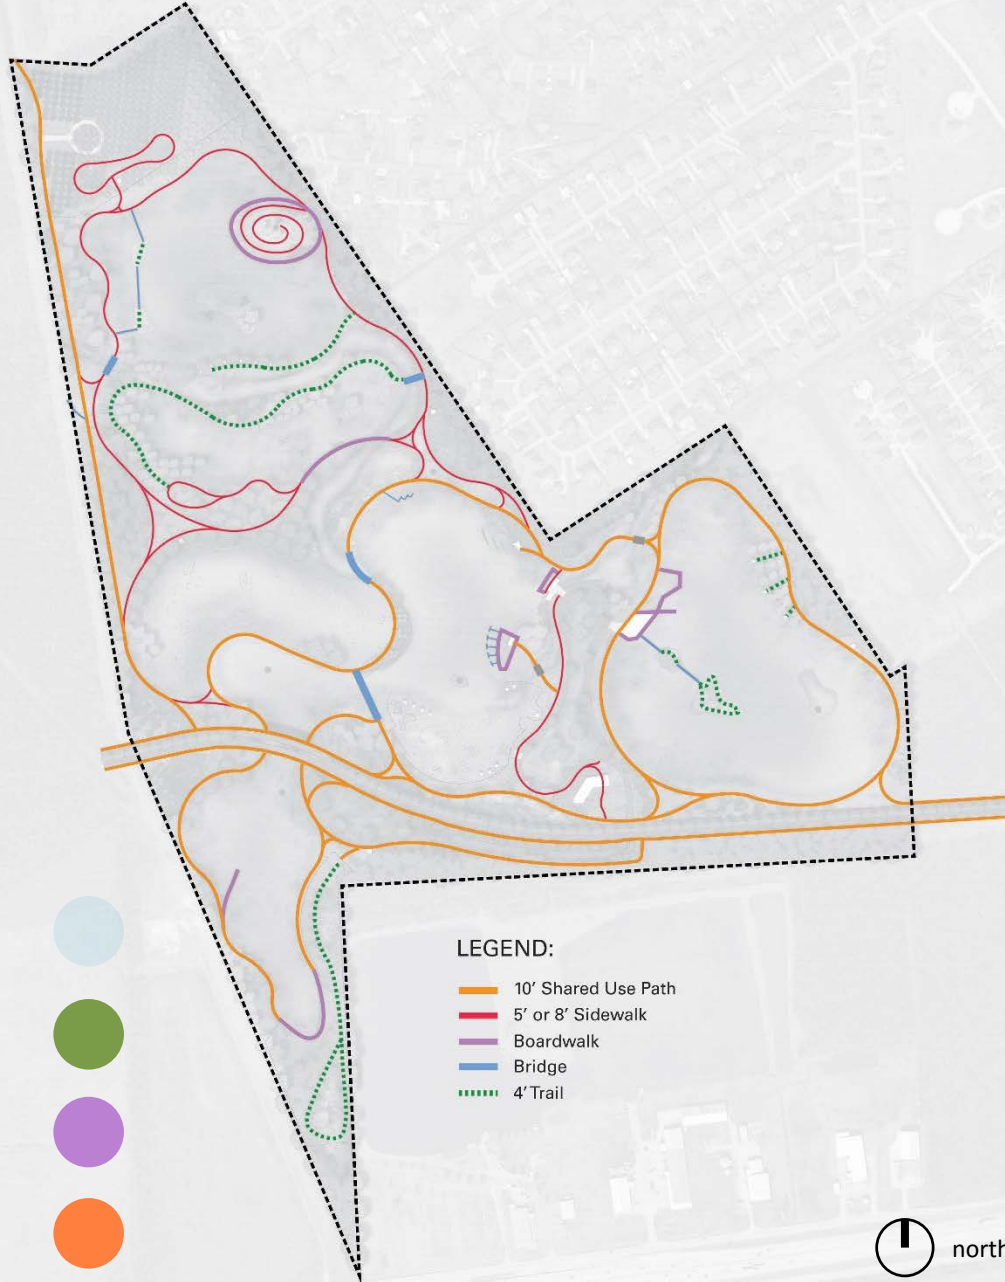 LEGEND:
10' Shared Use Path
5' or 8' Sidewalk
Boardwalk
Bridge
4' Trail
north